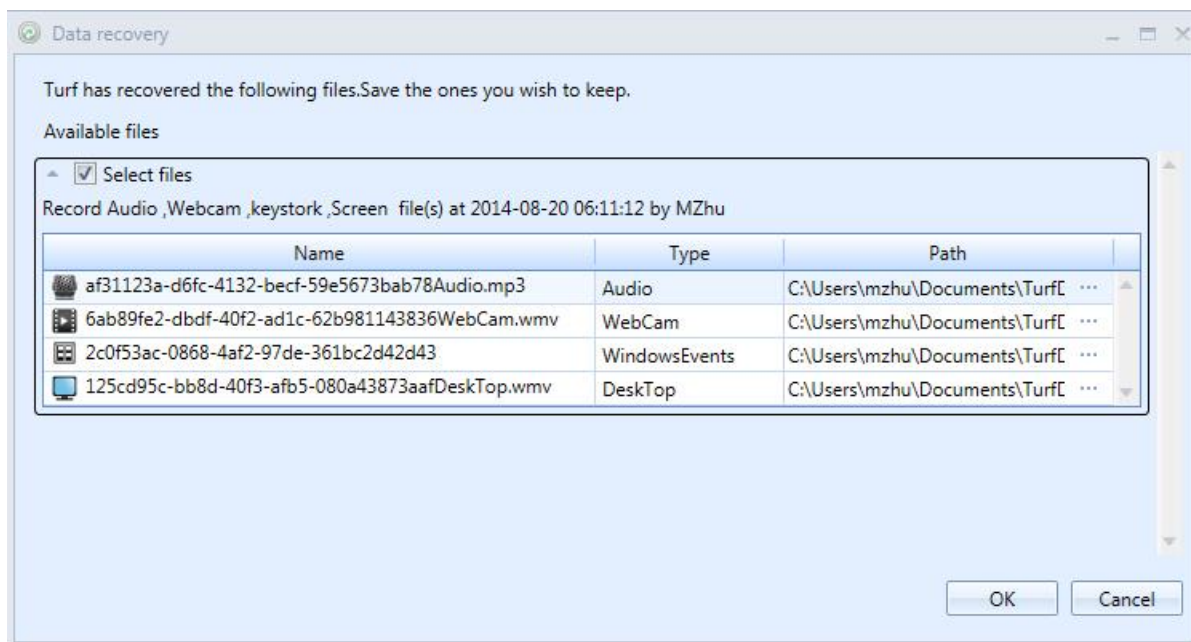 Data recovery
Turf has recovered the following files.Save the ones you wish to keep.
Available files
Select files
Record Audio ,Webcam ,keystork ,Screen  file(s) at 2014-08-20 06:11:12 by MZhu
Name Type Path
af31123a-d6fc-4132-becf-59e5673bab78Audio.mp3 Audio C:\Users\mzhu\Documents\TurfD ...
6ab89fe2-dbdf-40f2-ad1c-62b981143836WebCam.wmv WebCam C:\Users\mzhu\Documents\TurfD ...
2c0f53ac-0868-4af2-97de-361bc2d42d43 WindowsEvents C:\Users\mzhu\Documents\TurfD ...
125cd95c-bb8d-40f3-afb5-080a43873aafDeskTop.wmv DeskTop C:\Users\mzhu\Documents\TurfD ...
OK Cancel